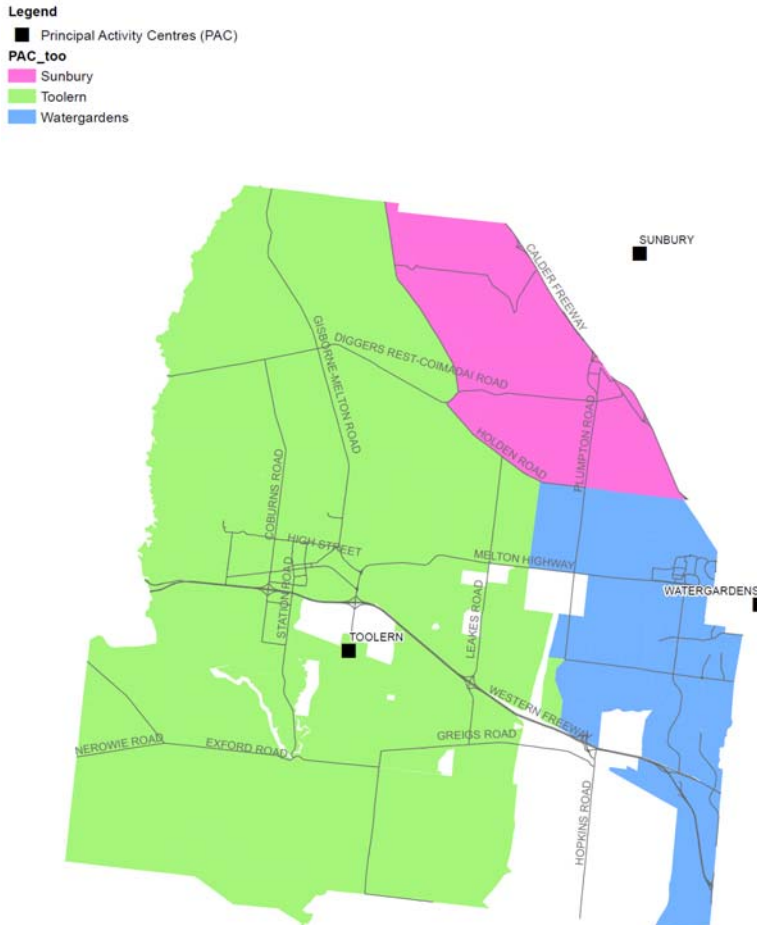 Legend
Principal Activity Centres (PAC)
PAC_too
Sunbury
Toolern
Watergardens
SUNBURY
CALDER FREEWAY
GISBORNE-MELTON ROAD
DIGGERS REST-COIMADAI ROAD
PLUMPTON ROAD
HOLDEN ROAD
COBURNS ROAD
HIGH STREET
MELTON HIGHWAY
STATION ROAD
LEAKES ROAD
WATERGARDENS
TOOLERN
WESTERN FREEWAY
NEROWIE ROAD
EXFORD ROAD
GREIGS ROAD
HOPKINS ROAD